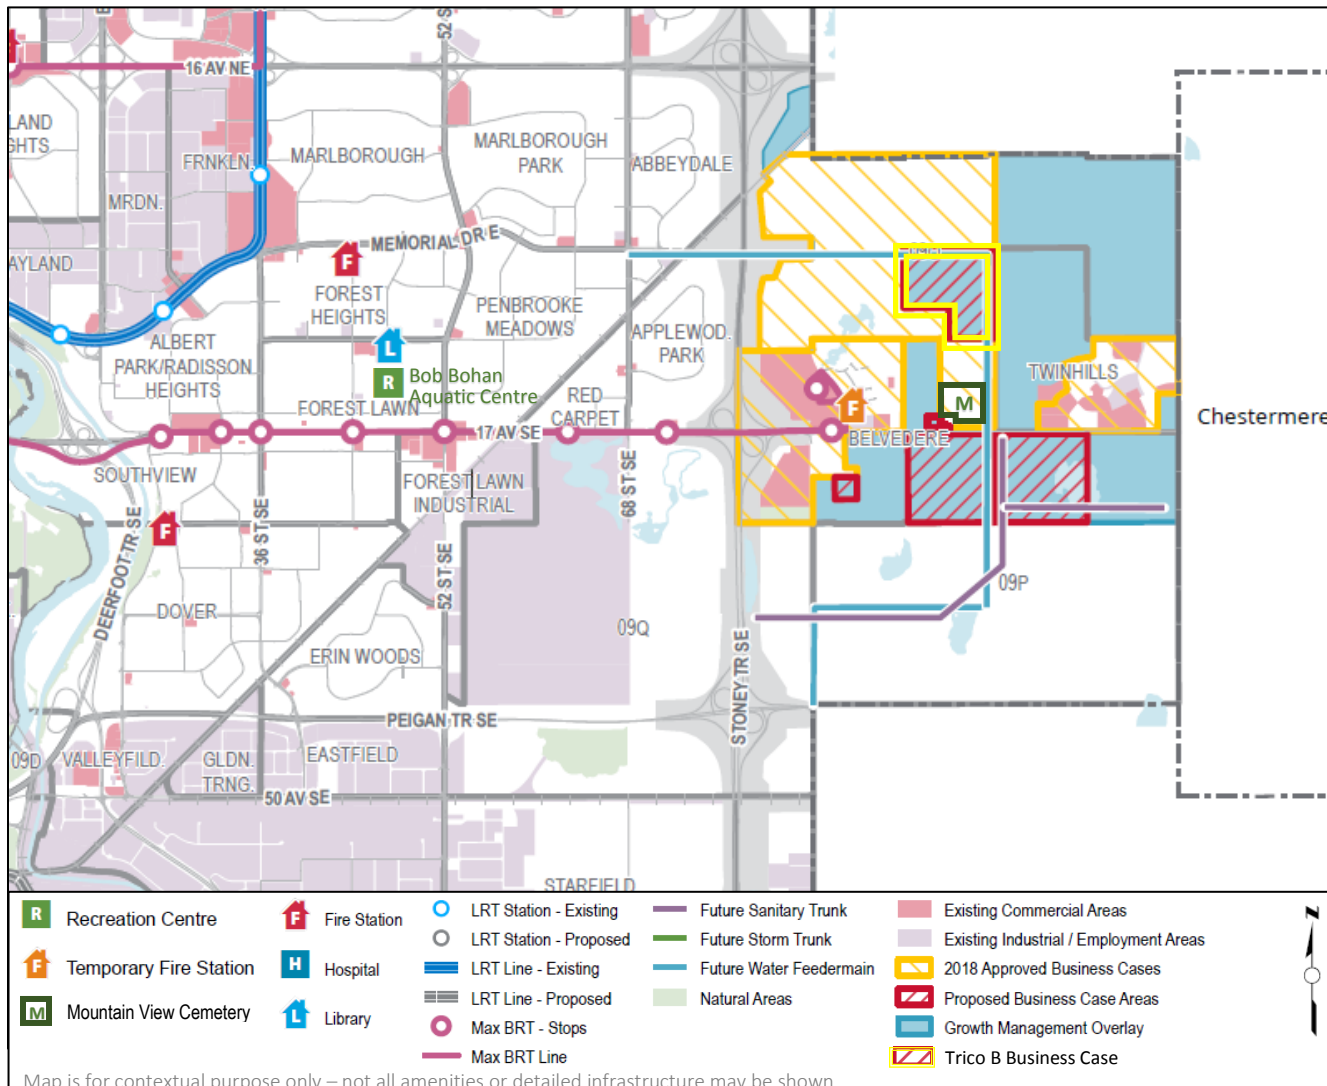 52 S
16 AV NE
LAND
GHTS
FRNKLN.
MARLBOROUGH
MARLBOROUGH
PARK
ABBEYDALE
MRDN.
MEMORIAL DR E
AYLAND
F
FOREST
HEIGHTS
PENBROOKE
MEADOWS
APPLEWOD.
PARK
ALBERT
PARK/RADISSON
HEIGHTS
L
R
Bob Bohan
Aquatic Centre
TWINHILLS
FOREST LAWN
RED
CARPET
M
F
17 AV SE
BELVEDERE
Chestermere
SOUTHVIEW
FOREST LAWN
INDUSTRIAL
68 ST SE
F
36 ST SE
DEERFOOT TR SE
52 ST SE
09P
DOVER
09Q
ERIN WOODS
STONEY TR SE
PEIGAN TR SE
09D
VALLEYFILD.
GLDN.
TRNG.
EASTFIELD
50 AV SE
STARFIELD
R Recreation Centre
F Temporary Fire Station
M Mountain View Cemetery
F Fire Station
H Hospital
L Library
LRT Station - Existing
LRT Station - Proposed
LRT Line - Existing
LRT Line - Proposed
Max BRT - Stops
Max BRT Line
Future Sanitary Trunk
Future Storm Trunk
Future Water Feedermain
Natural Areas
Existing Commercial Areas
Existing Industrial / Employment Areas
2018 Approved Business Cases
Proposed Business Case Areas
Growth Management Overlay
Trico B Business Case
N
Map is for contextual purpose only – not all amenities or detailed infrastructure may be shown